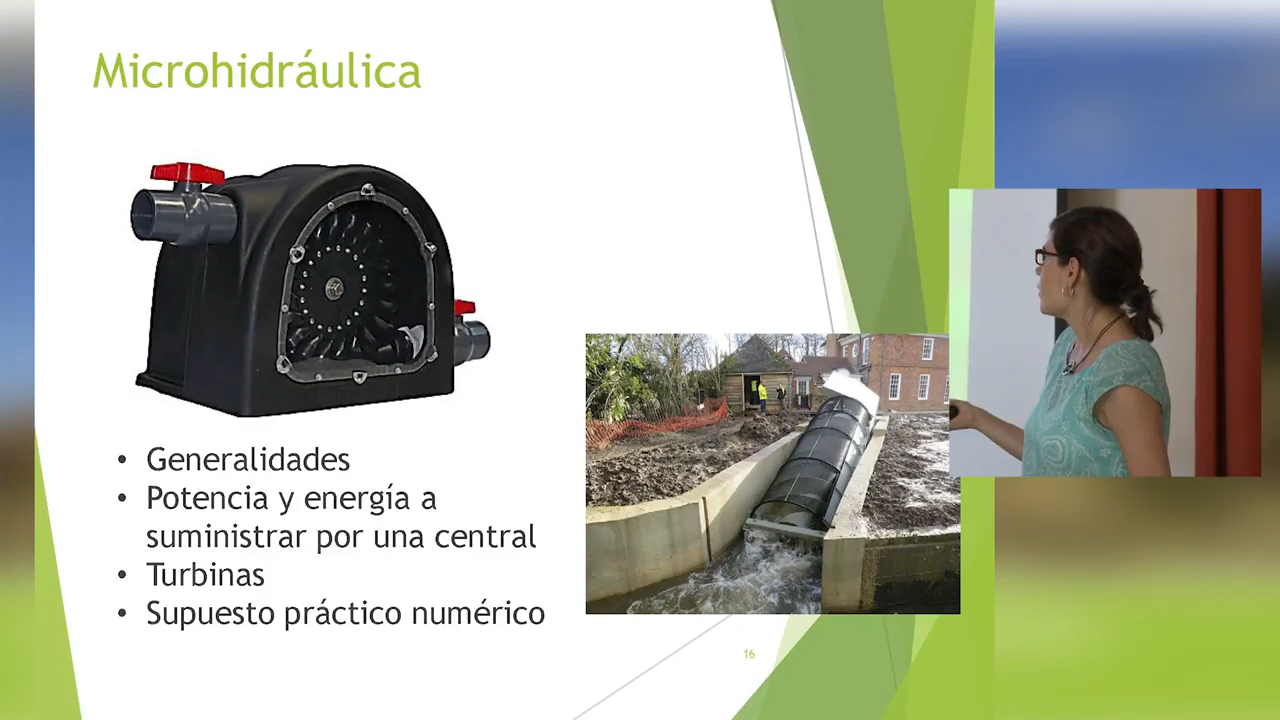 Microhidráulica
• Generalidades
• Potencia y energía a
suministrar por una central
• Turbinas
• Supuesto práctico numérico
16